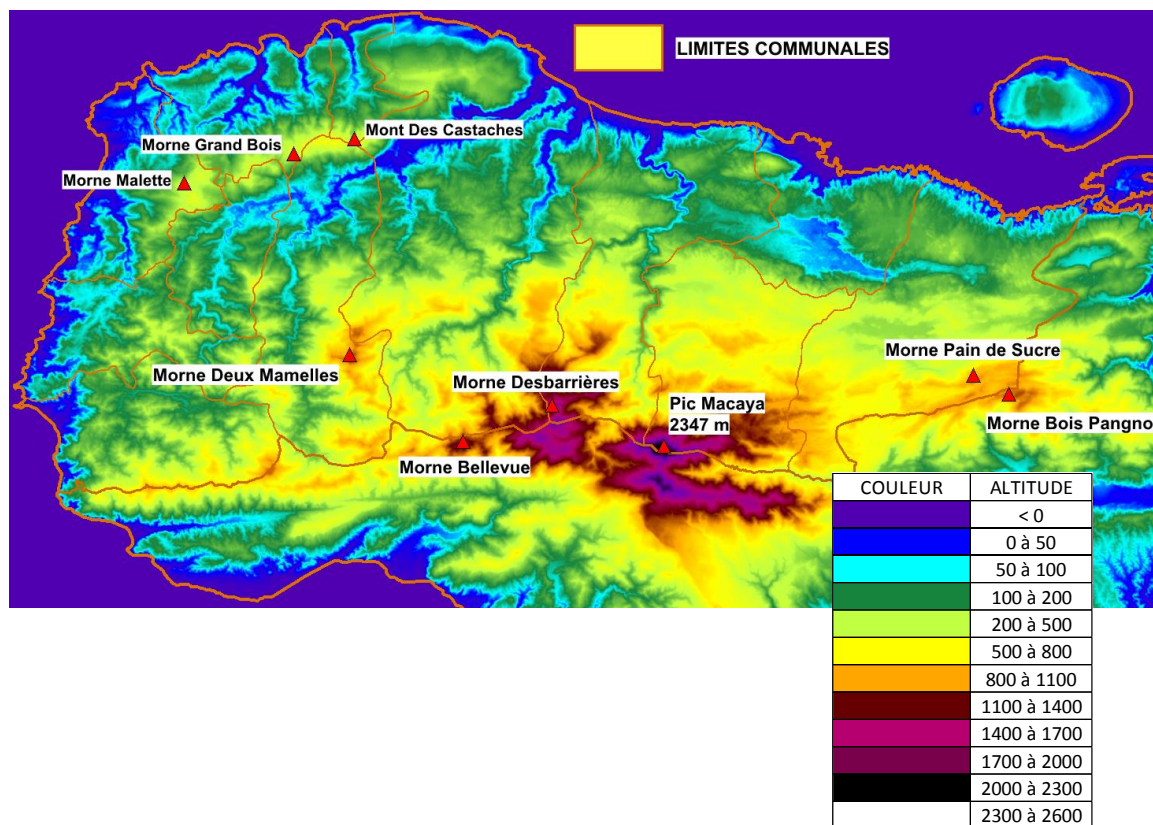 LIMITES COMMUNALES
Mont Des Castaches
Morne Grand Bois
Morne Malette
Morne Pain de Sucre
Morne Deux Mamelles
Morne Desbarrières
Pic Macaya
2347 m
Morne Bois Pangno
Morne Bellevue
COULEUR ALTITUDE
< 0
0 à 50
50 à 100
100 à 200
200 à 500
500 à 800
800 à 1100
1100 à 1400
1400 à 1700
1700 à 2000
2000 à 2300
2300 à 2600